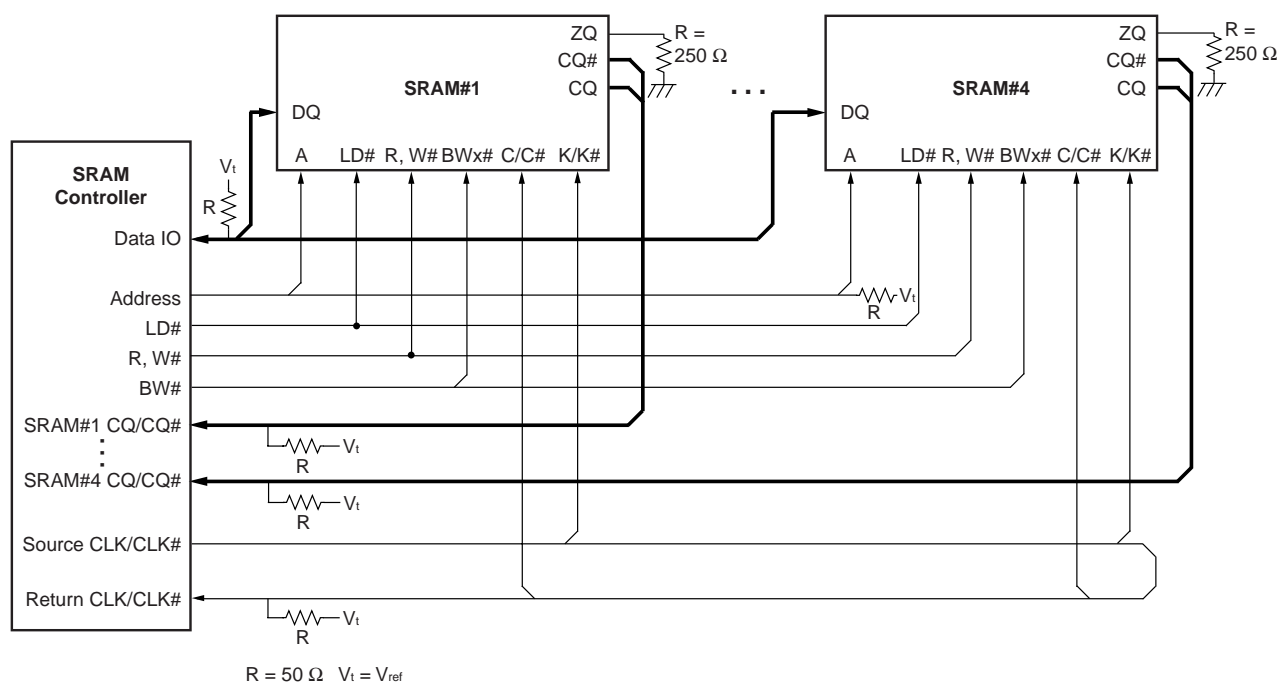 SRAM#1
ZQ
CQ#
CQ
DQ
A LD# R, W# BWx# C/C# K/K#
R =
250 Ω
. . .
SRAM#4
ZQ
CQ#
CQ
DQ
A LD# R, W# BWx# C/C# K/K#
R =
250 Ω
SRAM
Controller
Vt
R
Data IO
Address
R
Vt
LD#
R, W#
BW#
SRAM#1 CQ/CQ#
R
Vt
SRAM#4 CQ/CQ#
R
Vt
Source CLK/CLK#
Return CLK/CLK#
R
Vt
R = 50 Ω Vt = Vref